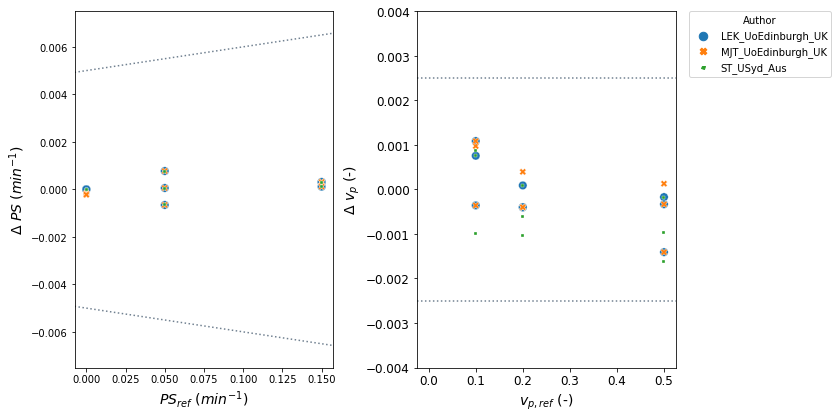 0.006
0.004
0.002
0.000
−0.002
−0.004
−0.006
Δ PS (min⁻¹)
0.000 0.025 0.050 0.075 0.100 0.125 0.150
PS_ref (min⁻¹)
0.004
0.003
0.002
0.001
0.000
−0.001
−0.002
−0.003
−0.004
Δ v_p (-)
0.0 0.1 0.2 0.3 0.4 0.5
v_p,ref (-)
Author
LEK_UoEdinburgh_UK
MJT_UoEdinburgh_UK
ST_USyd_Aus